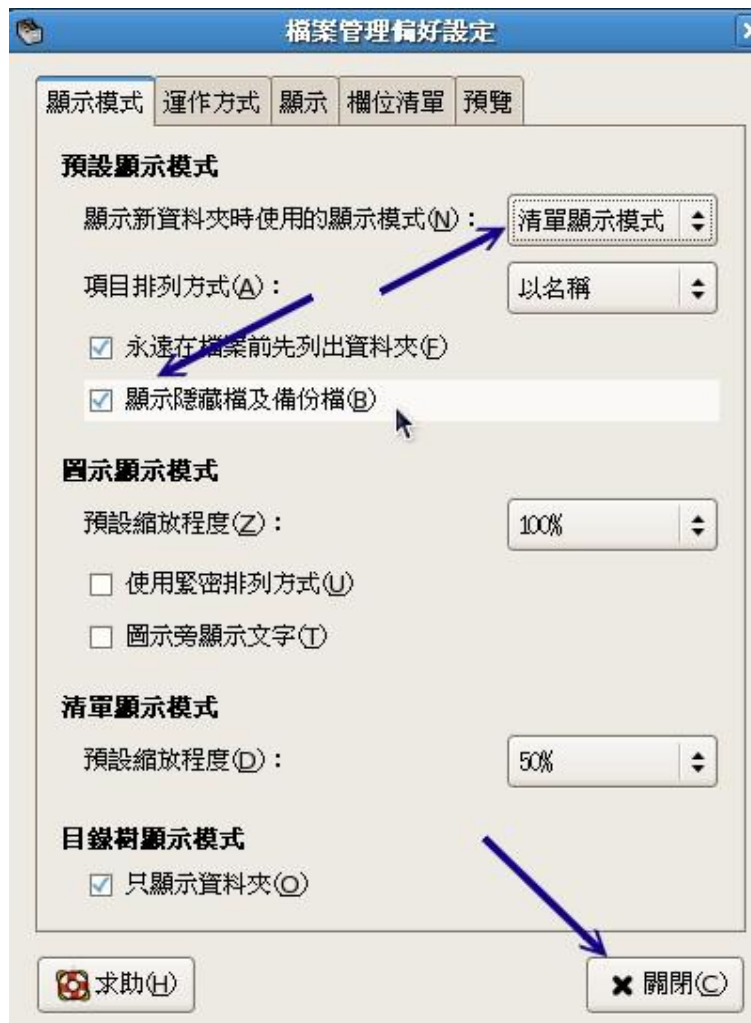 檔案管理偏好設定
顯示模式 運作方式 顯示 欄位清單 預覽
預設顯示模式
顯示新資料夾時使用的顯示模式(N)： 清單顯示模式
項目排列方式(A)： 以名稱
永遠在檔案前先列出資料夾(F)
顯示隱藏檔及備份檔(B)
圖示顯示模式
預設縮放程度(Z)： 100%
使用緊密排列方式(U)
圖示旁顯示文字(T)
清單顯示模式
預設縮放程度(D)： 50%
目錄樹顯示模式
只顯示資料夾(O)
求助(H) 關閉(C)